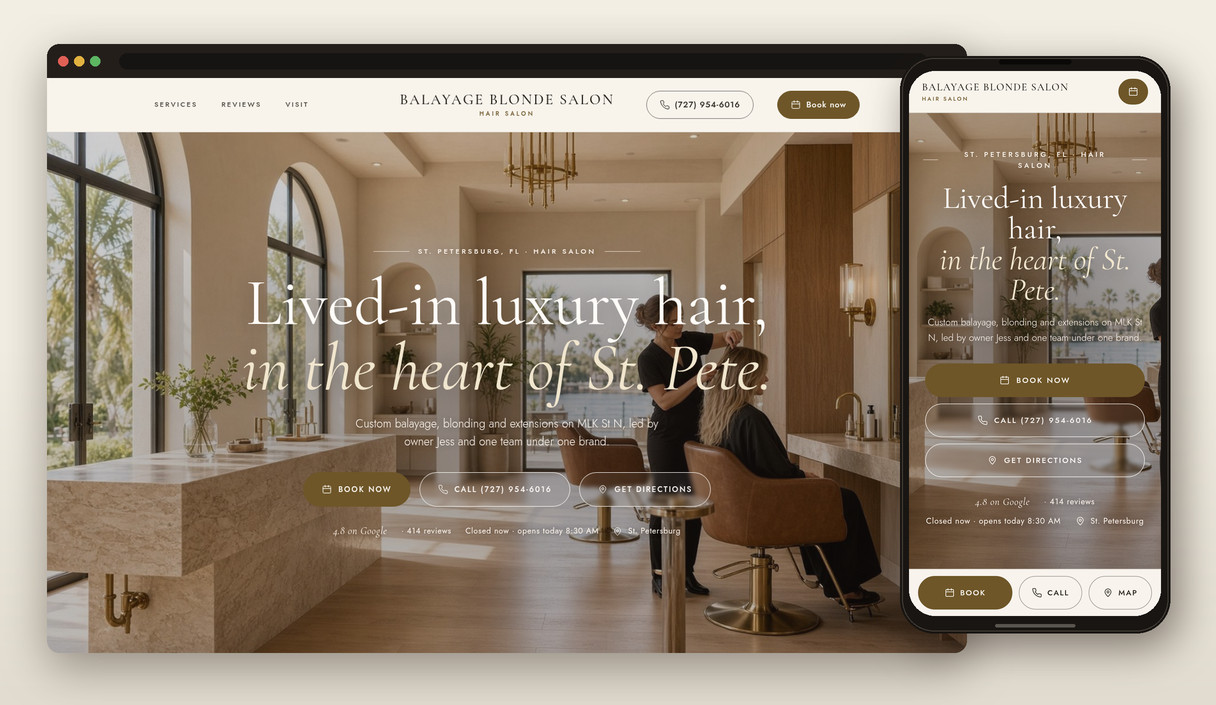 SERVICES REVIEWS VISIT
BALAYAGE BLONDE SALON
HAIR SALON
(727) 954-6016
Book now
ST. PETERSBURG, FL · HAIR SALON
Lived-in luxury hair,
in the heart of St. Pete.
Custom balayage, blonding and extensions on MLK St N, led by
owner Jess and one team under one brand.
BOOK NOW
CALL (727) 954-6016
GET DIRECTIONS
4.8 on Google · 414 reviews Closed now · opens today 8:30 AM St. Petersburg
BALAYAGE BLONDE SALON
HAIR SALON
ST. PETERSBURG, FL · HAIR
SALON
Lived-in luxury
hair,
in the heart of St.
Pete.
Custom balayage, blonding and extensions on MLK St
N, led by owner Jess and one team under one brand.
BOOK NOW
CALL (727) 954-6016
GET DIRECTIONS
4.8 on Google · 414 reviews
Closed now · opens today 8:30 AM St. Petersburg
BOOK CALL MAP